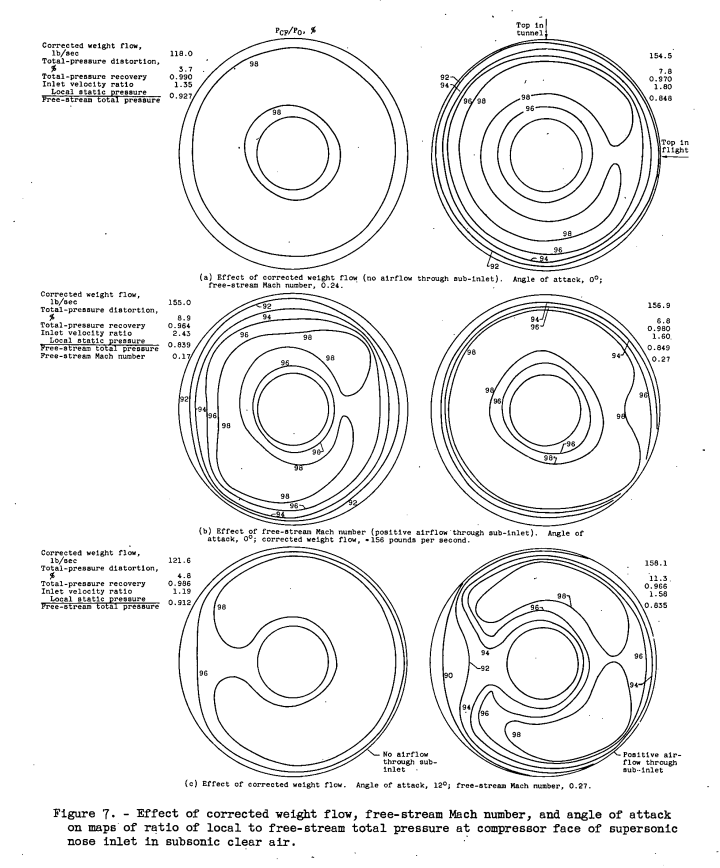 P_CF/P_0, %
Top in
tunnel
Corrected weight flow,
lb/sec 118.0 154.5
Total-pressure distortion,
% 3.7 7.8
Total-pressure recovery 0.990 0.970
Inlet velocity ratio 1.35 1.80
Local static pressure
Free-stream total pressure 0.927 0.848
98
98
92
94
96 98
98
96
Top in
flight
98
96
94
92
(a) Effect of corrected weight flow (no airflow through sub-inlet). Angle of attack, 0°;
free-stream Mach number, 0.24.
Corrected weight flow,
lb/sec 155.0 156.9
Total-pressure distortion,
% 8.9 6.8
Total-pressure recovery 0.964 0.980
Inlet velocity ratio 2.43 1.60
Local static pressure
Free-stream total pressure 0.839 0.849
Free-stream Mach number 0.17 0.27
92
94
96 98
96 98
92
94
96
98
98
98
98
96
94
92
94
96
98
94
98
96
96
98
96
98
(b) Effect of free-stream Mach number (positive airflow through sub-inlet). Angle of
attack, 0°; corrected weight flow, ≈156 pounds per second.
Corrected weight flow,
lb/sec 121.6 158.1
Total-pressure distortion,
% 4.8 11.3
Total-pressure recovery 0.986 0.966
Inlet velocity ratio 1.19 1.58
Local static pressure
Free-stream total pressure 0.912 0.835
98
96
98
96
94
92
90
96
94
94
96
98
No airflow
through sub-
inlet
Positive air-
flow through
sub-inlet
(c) Effect of corrected weight flow. Angle of attack, 12°; free-stream Mach number, 0.27.
Figure 7. - Effect of corrected weight flow, free-stream Mach number, and angle of attack
on maps of ratio of local to free-stream total pressure at compressor face of supersonic
nose inlet in subsonic clear air.